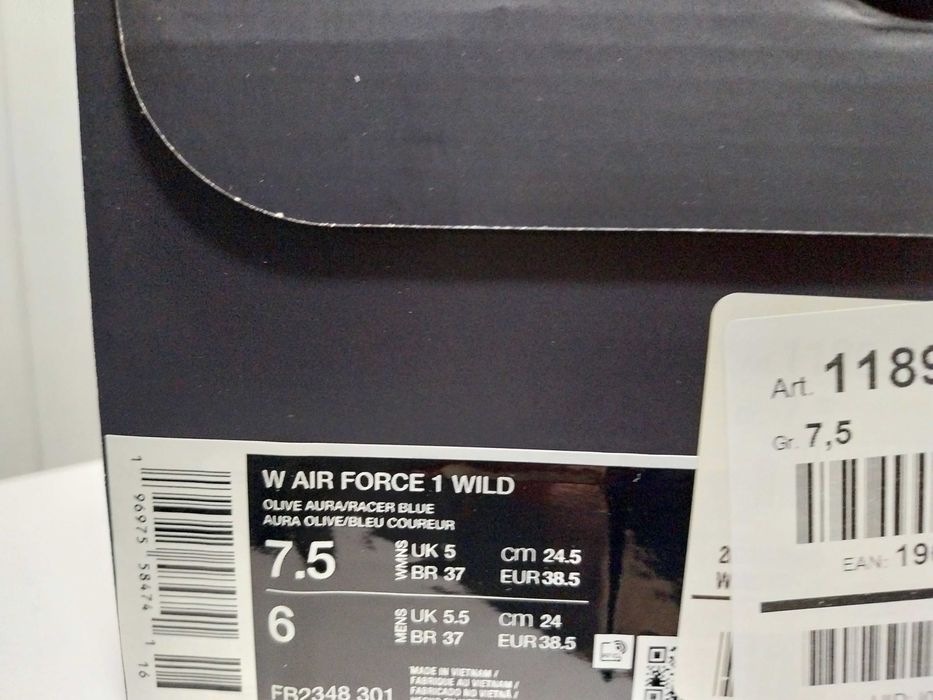 W AIR FORCE 1 WILD
OLIVE AURA/RACER BLUE
AURA OLIVE/BLEU COUREUR
7.5 WMNS UK 5 cm 24.5
BR 37 EUR 38.5
6 MENS UK 5.5 cm 24
BR 37 EUR 38.5
MADE IN VIETNAM /
FABRIQUE AU VIETNAM /
FABRICADO NO VIETNÃ /
FB2348 301
1 96975 58474 1 16
Art. 1189
Gr. 7,5
EAN: 19